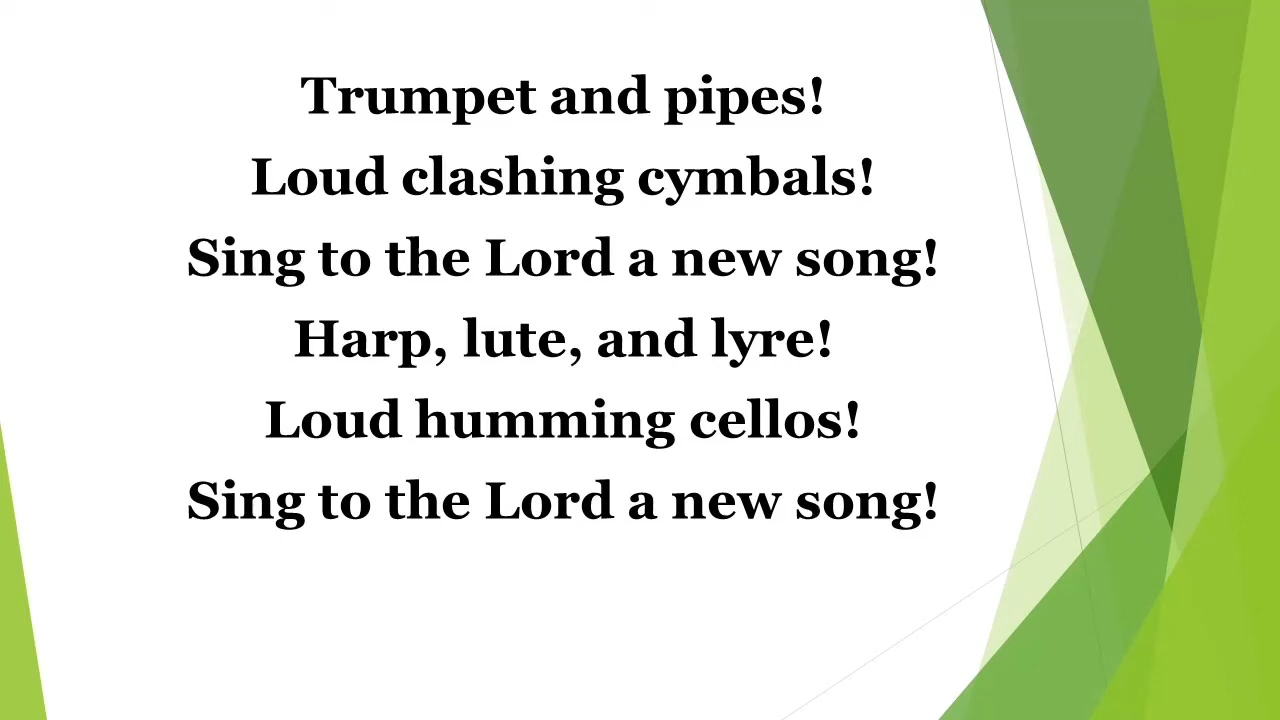 Trumpet and pipes!
Loud clashing cymbals!
Sing to the Lord a new song!
Harp, lute, and lyre!
Loud humming cellos!
Sing to the Lord a new song!